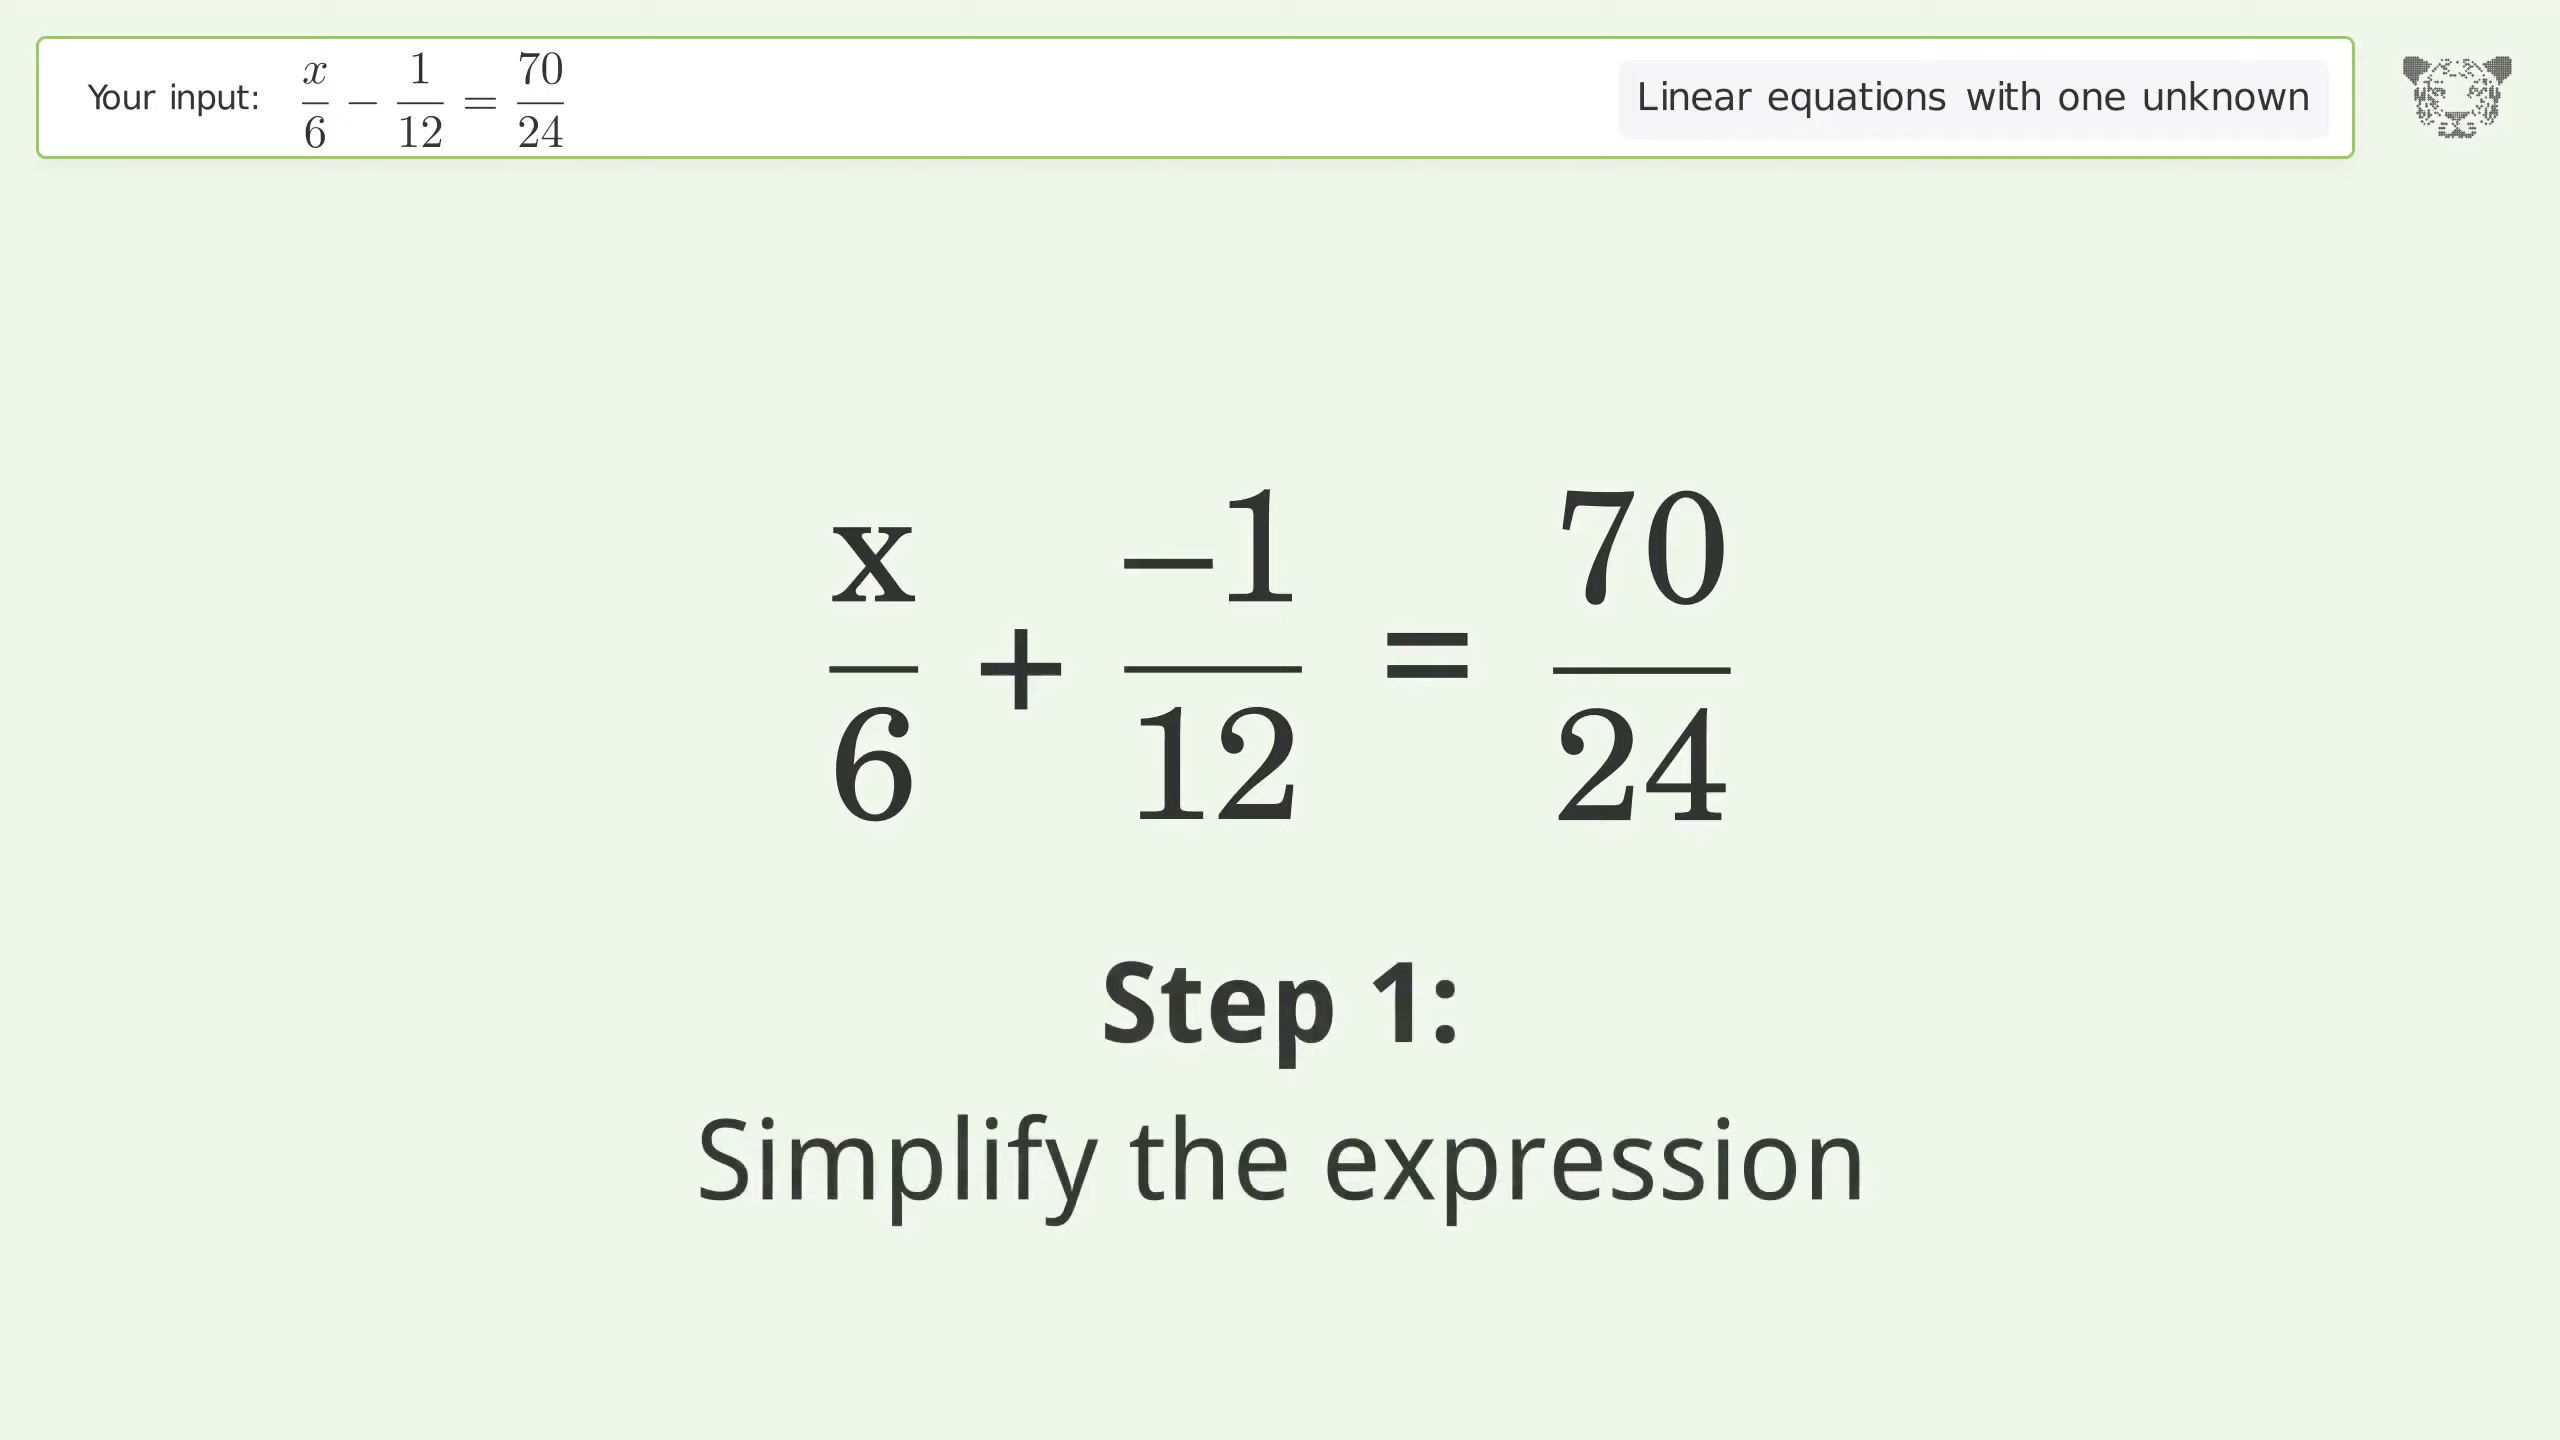 Your input: x/6 − 1/12 = 70/24
Linear equations with one unknown
x/6 + −1/12 = 70/24
Step 1:
Simplify the expression